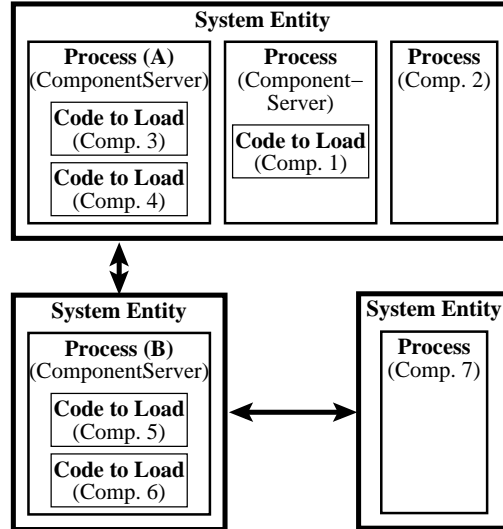 System Entity
Process (A)
(ComponentServer)
Code to Load
(Comp. 3)
Code to Load
(Comp. 4)
Process
(Component–
Server)
Code to Load
(Comp. 1)
Process
(Comp. 2)
System Entity
Process (B)
(ComponentServer)
Code to Load
(Comp. 5)
Code to Load
(Comp. 6)
System Entity
Process
(Comp. 7)